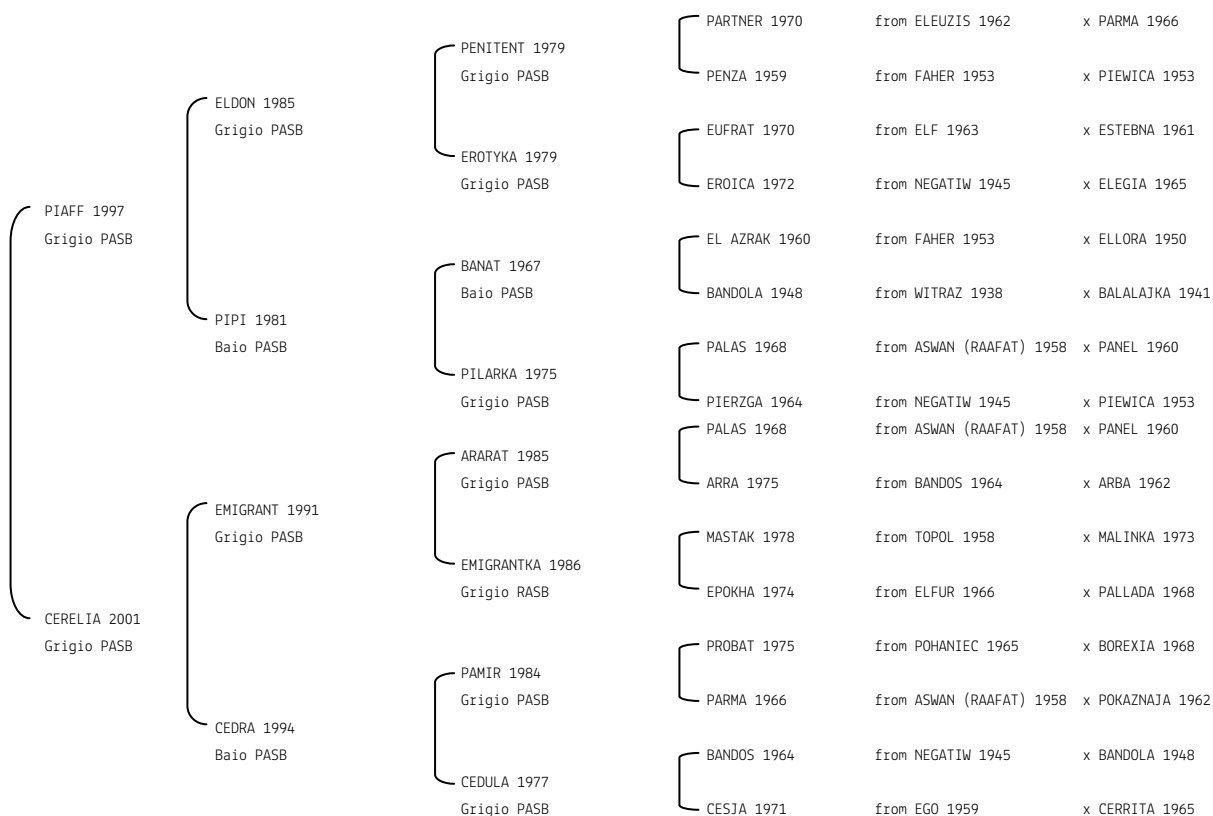 PARTNER 1970 from ELEUZIS 1962 x PARMA 1966
PENITENT 1979
Grigio PASB PENZA 1959 from FAHER 1953 x PIEWICA 1953
ELDON 1985
Grigio PASB EUFRAT 1970 from ELF 1963 x ESTEBNA 1961
EROTYKA 1979
Grigio PASB EROICA 1972 from NEGATIW 1945 x ELEGIA 1965
PIAFF 1997
Grigio PASB EL AZRAK 1960 from FAHER 1953 x ELLORA 1950
BANAT 1967
Baio PASB BANDOLA 1948 from WITRAZ 1938 x BALALAJKA 1941
PIPI 1981
Baio PASB PALAS 1968 from ASWAN (RAAFAT) 1958 x PANEL 1960
PILARKA 1975
Grigio PASB PIERZGA 1964 from NEGATIW 1945 x PIEWICA 1953
PALAS 1968 from ASWAN (RAAFAT) 1958 x PANEL 1960
ARARAT 1985
Grigio PASB ARRA 1975 from BANDOS 1964 x ARBA 1962
EMIGRANT 1991
Grigio PASB MASTAK 1978 from TOPOL 1958 x MALINKA 1973
EMIGRANTKA 1986
Grigio RASB EPOKHA 1974 from ELFUR 1966 x PALLADA 1968
CERELIA 2001
Grigio PASB PROBAT 1975 from POHANIEC 1965 x BOREXIA 1968
PAMIR 1984
Grigio PASB PARMA 1966 from ASWAN (RAAFAT) 1958 x POKAZNAJA 1962
CEDRA 1994
Baio PASB BANDOS 1964 from NEGATIW 1945 x BANDOLA 1948
CEDULA 1977
Grigio PASB CESJA 1971 from EGO 1959 x CERRITA 1965